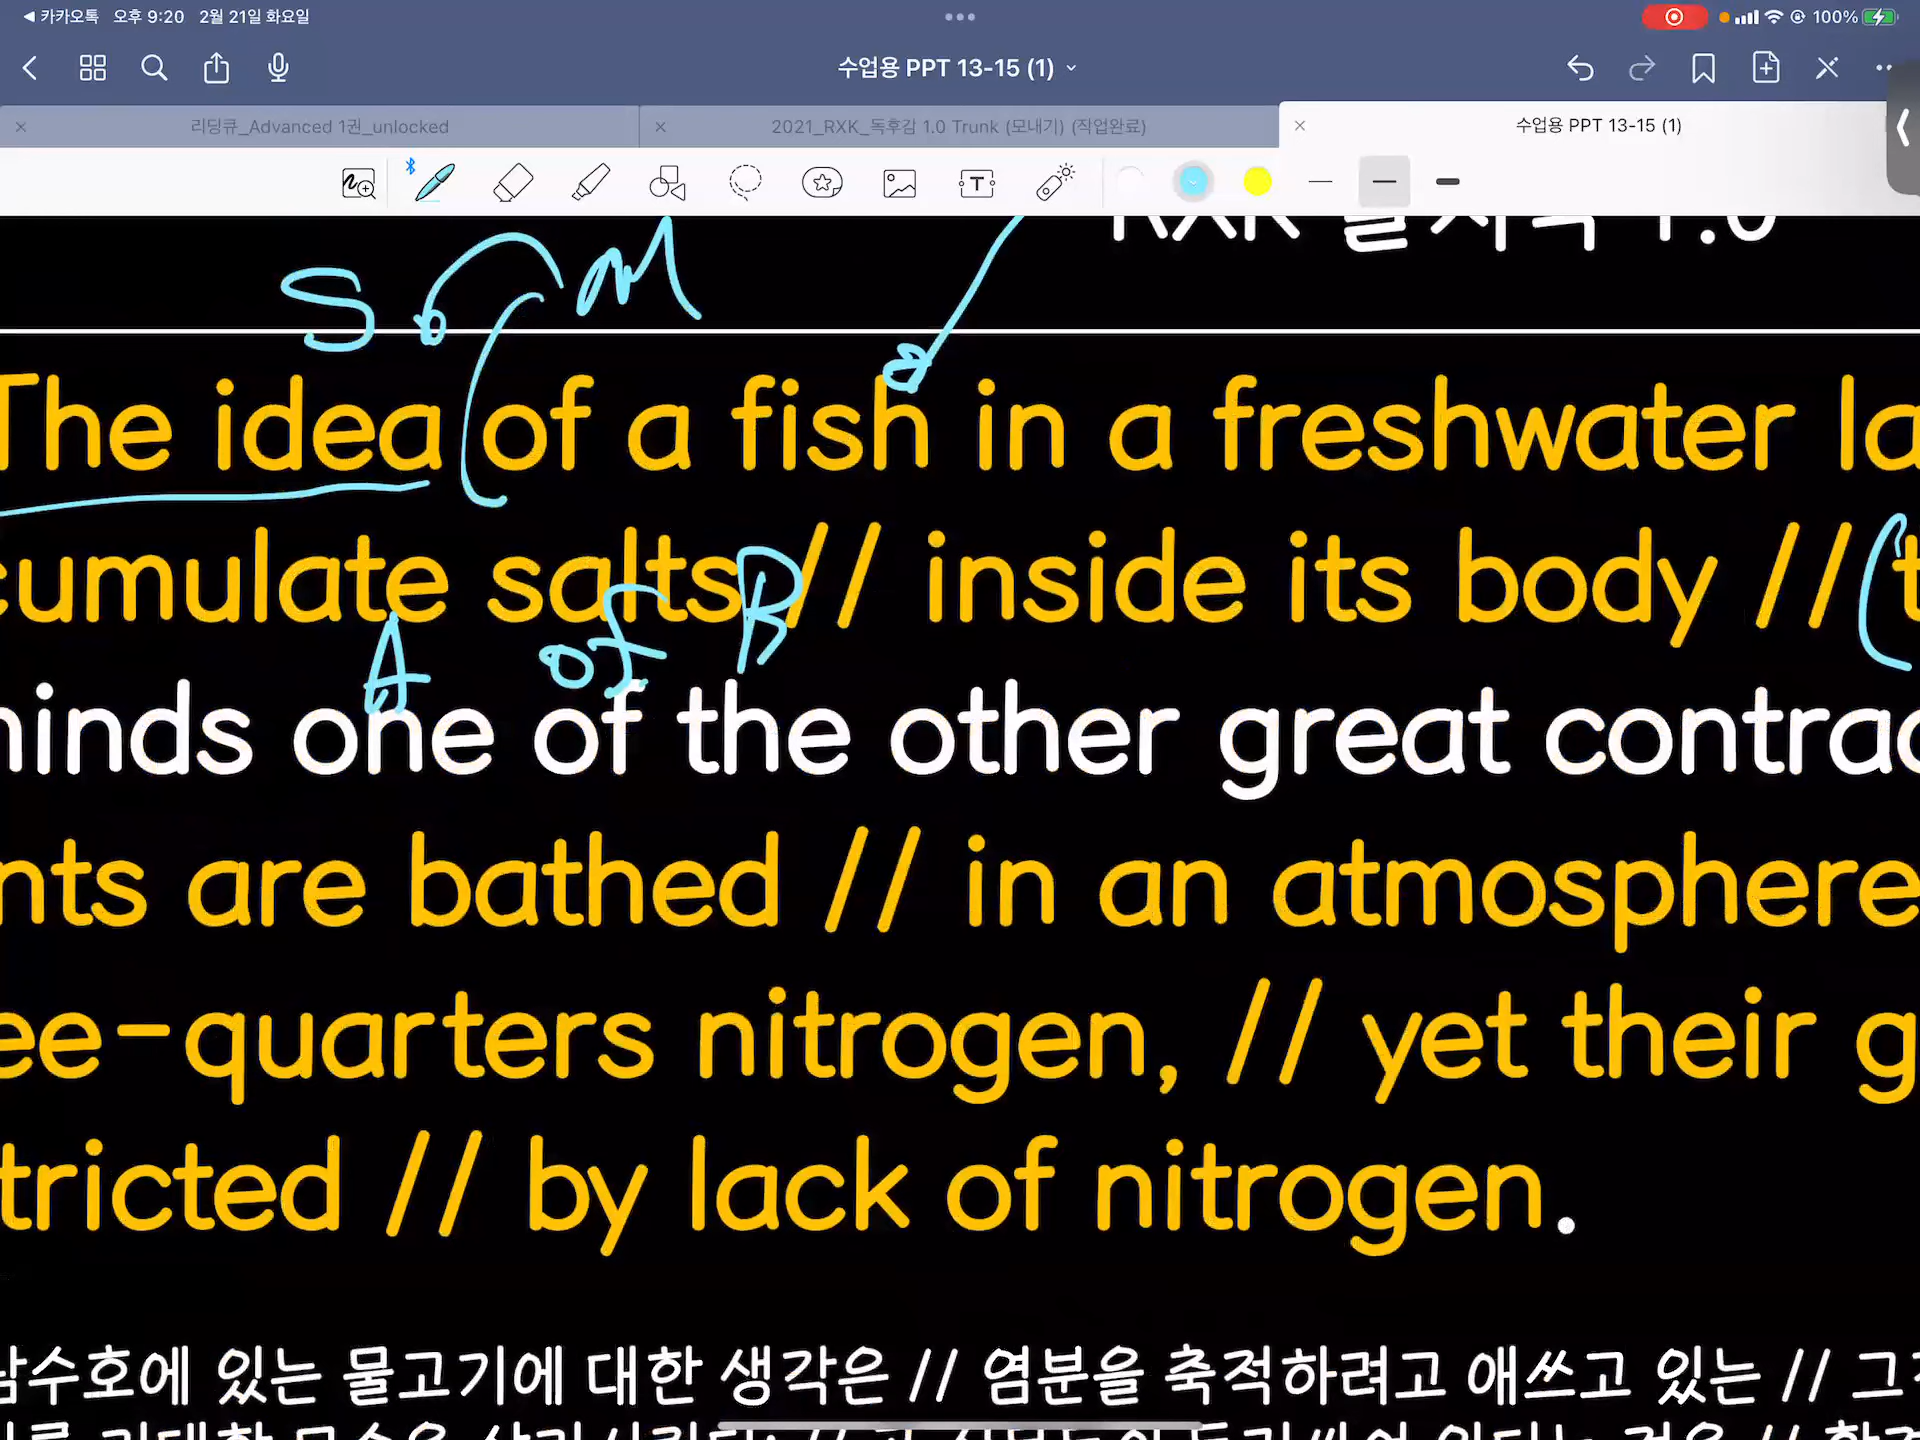 카카오톡 오후 9:20 2월 21일 화요일
100%
수업용 PPT 13-15 (1)
리딩큐_Advanced 1권_unlocked
2021_RXK_독후감 1.0 Trunk (모내기) (작업완료)
수업용 PPT 13-15 (1)
1.0
S M
The idea of a fish in a freshwater la
cumulate salts // inside its body // t
A of B
minds one of the other great contrac
nts are bathed // in an atmosphere
ee-quarters nitrogen, // yet their g
tricted // by lack of nitrogen.
담수호에 있는 물고기에 대한 생각은 // 염분을 축적하려고 애쓰고 있는 //